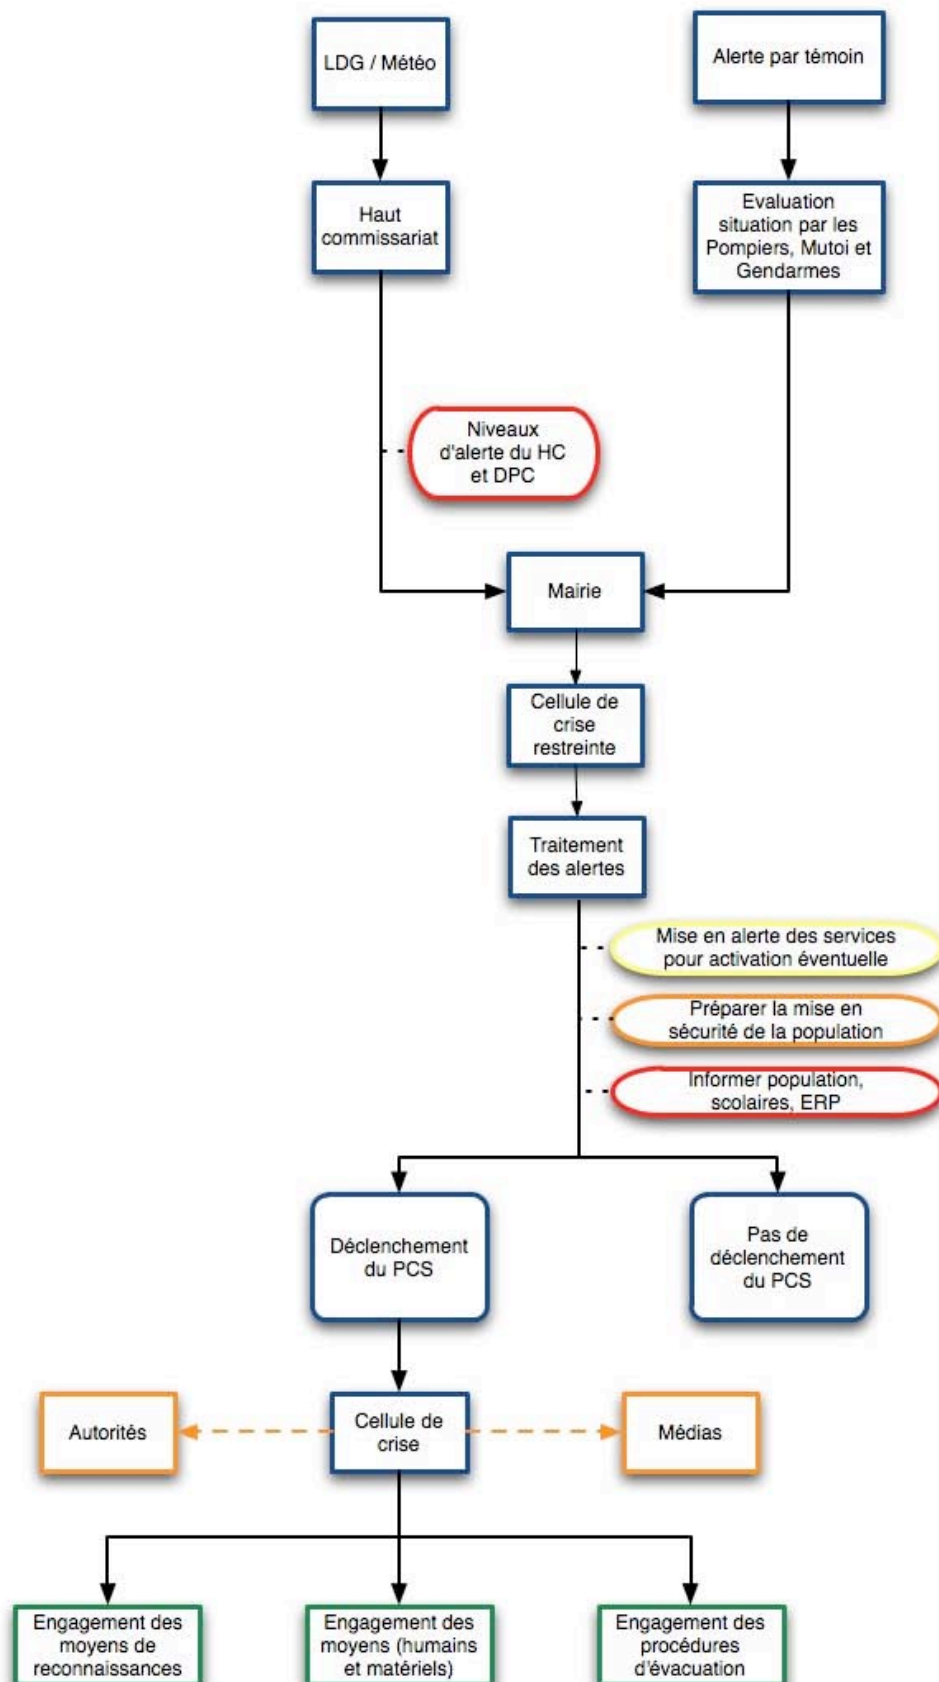 LDG / Météo
Alerte par témoin
Haut
commissariat
Evaluation
situation par les
Pompiers, Mutoi et
Gendarmes
Niveaux
d'alerte du HC
et DPC
Mairie
Cellule de
crise
restreinte
Traitement
des alertes
Mise en alerte des services
pour activation éventuelle
Préparer la mise en
sécurité de la population
Informer population,
scolaires, ERP
Déclenchement
du PCS
Pas de
déclenchement
du PCS
Autorités
Cellule de
crise
Médias
Engagement des
moyens de
reconnaissances
Engagement des
moyens (humains
et matériels)
Engagement des
procédures
d'évacuation